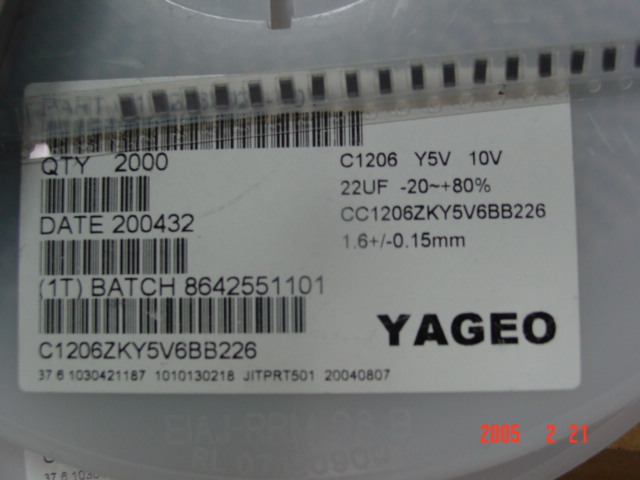 QTY 2000
C1206 Y5V 10V
22UF -20~+80%
DATE 200432
CC1206ZKY5V6BB226
1.6+/-0.15mm
(1T) BATCH 8642551101
YAGEO
C1206ZKY5V6BB226
37 6 1030421187 1010130218 JITPRT501 20040807
2005 2 21